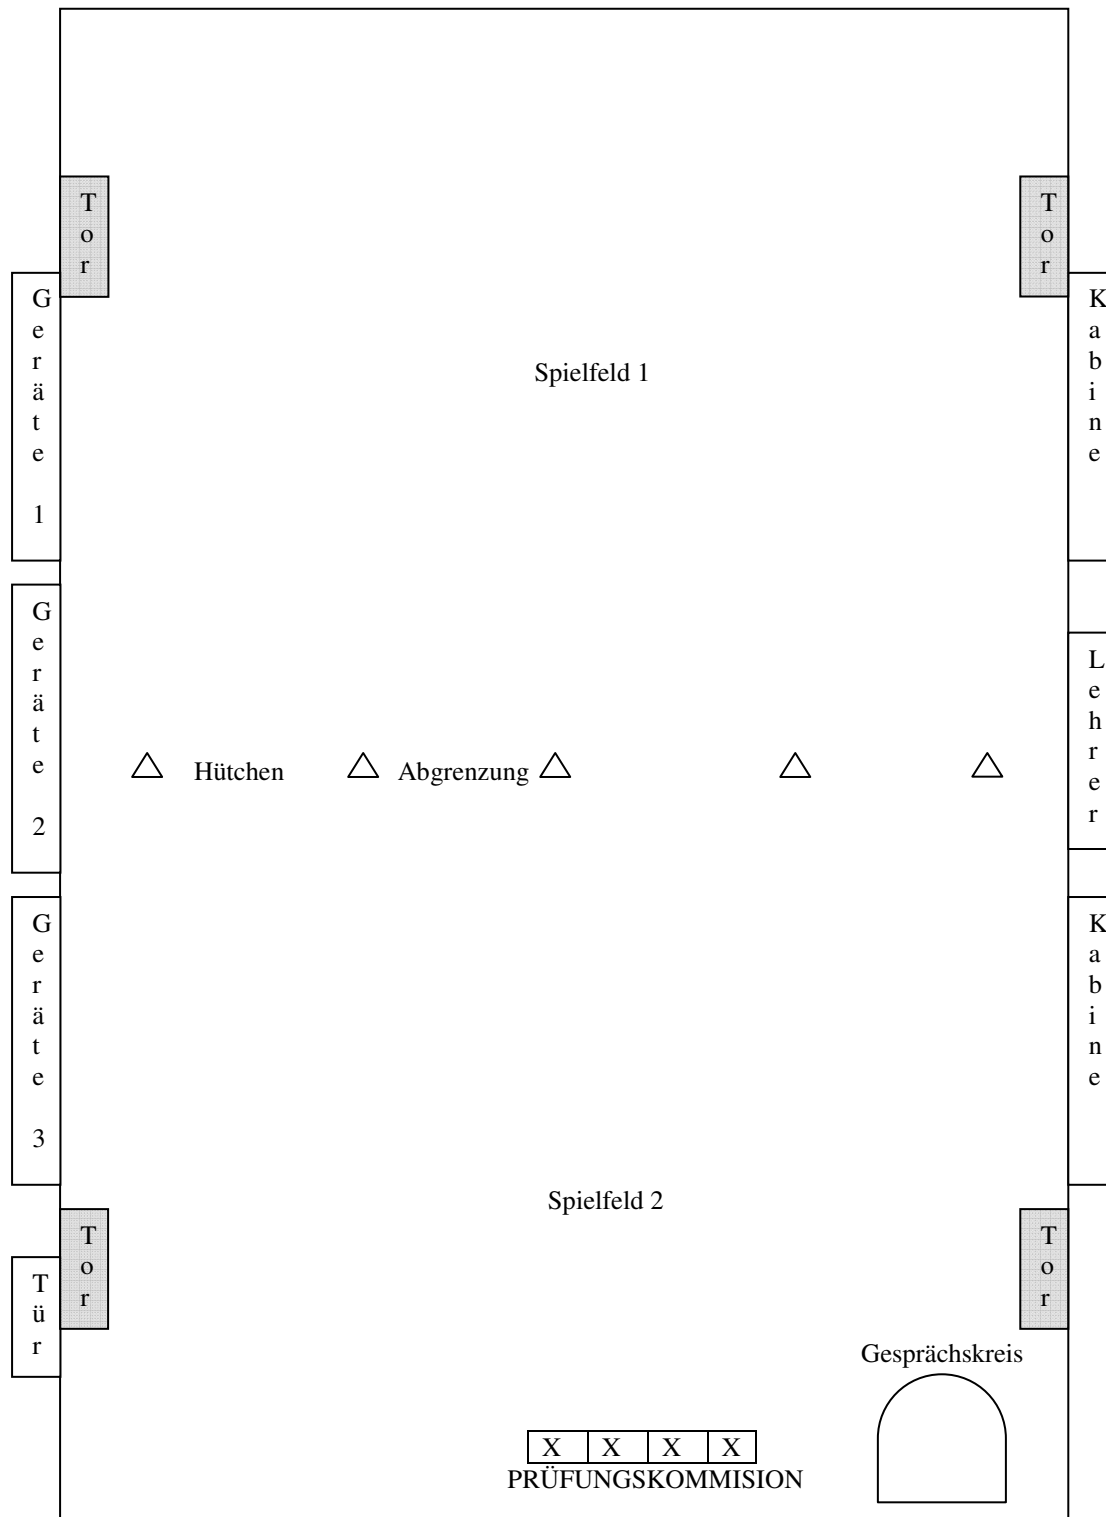 Tor
Tor
Geräte 1
Kabine
Spielfeld 1
Geräte 2
Lehrer
Hütchen Abgrenzung
Geräte 3
Kabine
Spielfeld 2
Tor
Tor
Tür
Gesprächskreis
X X X X
PRÜFUNGSKOMMISION